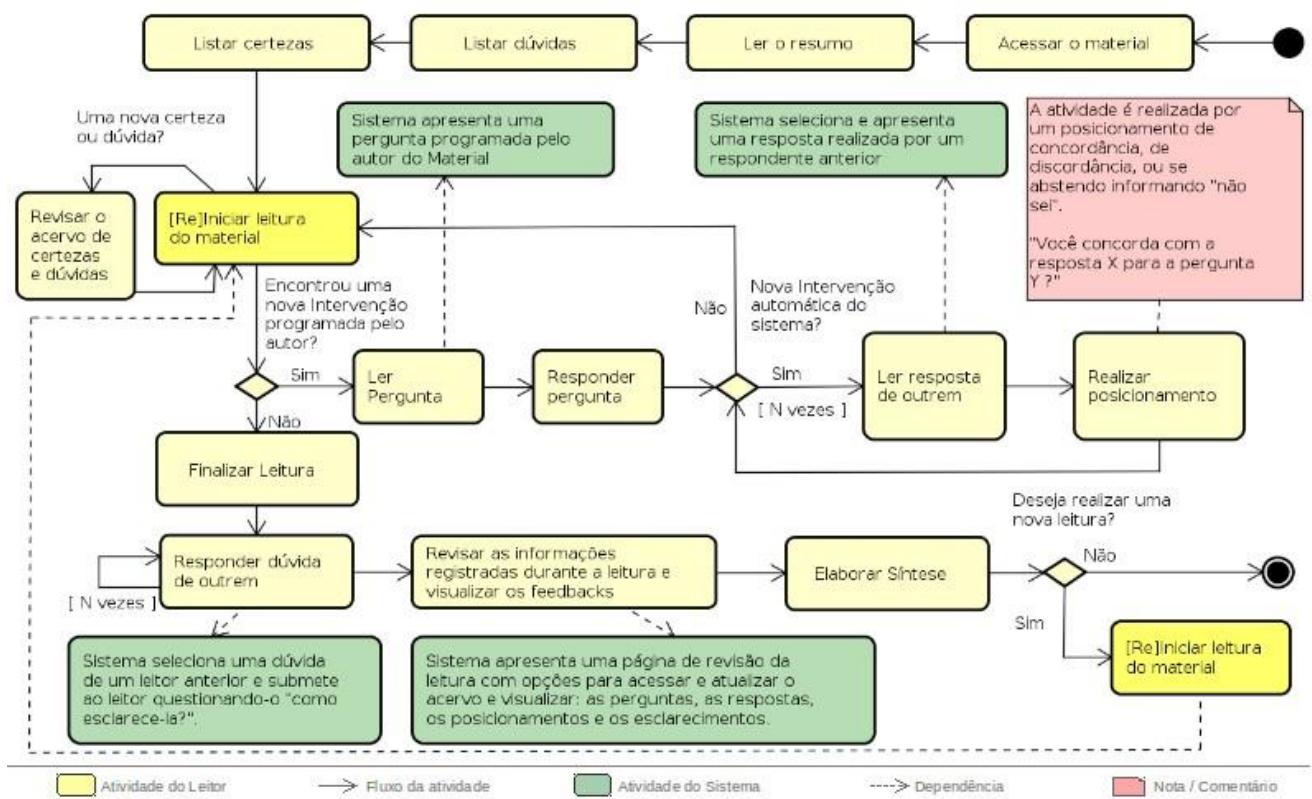 Listar certezas
Listar dúvidas
Ler o resumo
Acessar o material
Uma nova certeza
ou dúvida?
Sistema apresenta uma
pergunta programada pelo
autor do Material
Sistema seleciona e apresenta
uma resposta realizada por um
respondente anterior
A atividade é realizada por
um posicionamento de
concordância, de
discordância, ou se
abstendo informando "não
sei".
"Você concorda com a
resposta X para a pergunta
Y ?"
Revisar o
acervo de
certezas
e dúvidas
[Re]Iniciar leitura
do material
Encontrou uma
nova Intervenção
programada pelo
autor?
Não
Nova Intervenção
automática do
sistema?
Sim
Ler
Pergunta
Responder
pergunta
Sim
[ N vezes ]
Ler resposta
de outrem
Realizar
posicionamento
Não
Finalizar Leitura
Deseja realizar uma
nova leitura?
Responder dúvida
de outrem
[ N vezes ]
Revisar as informações
registradas durante a leitura e
visualizar os feedbacks
Elaborar Síntese
Não
Sim
[Re]Iniciar leitura
do material
Sistema seleciona uma dúvida
de um leitor anterior e submete
ao leitor questionando-o "como
esclarece-la?".
Sistema apresenta uma página de revisão da
leitura com opções para acessar e atualizar o
acervo e visualizar: as perguntas, as respostas,
os posicionamentos e os esclarecimentos.
Atividade do Leitor
Fluxo da atividade
Atividade do Sistema
Dependência
Nota / Comentário